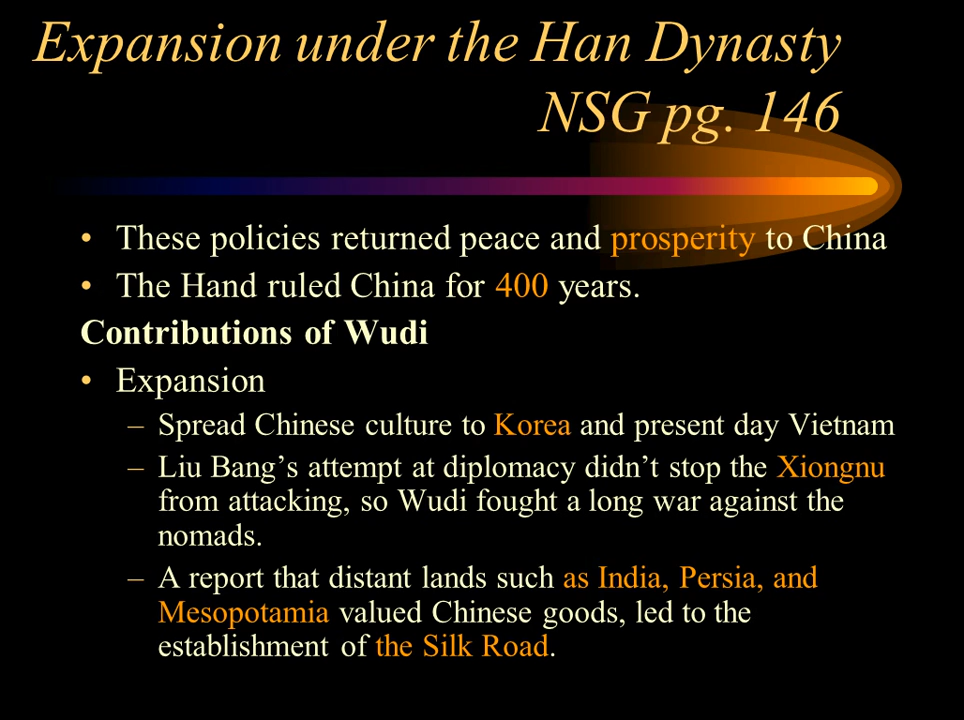 Expansion under the Han Dynasty
NSG pg. 146
• These policies returned peace and prosperity to China
• The Hand ruled China for 400 years.
Contributions of Wudi
• Expansion
– Spread Chinese culture to Korea and present day Vietnam
– Liu Bang’s attempt at diplomacy didn’t stop the Xiongnu
from attacking, so Wudi fought a long war against the
nomads.
– A report that distant lands such as India, Persia, and
Mesopotamia valued Chinese goods, led to the
establishment of the Silk Road.